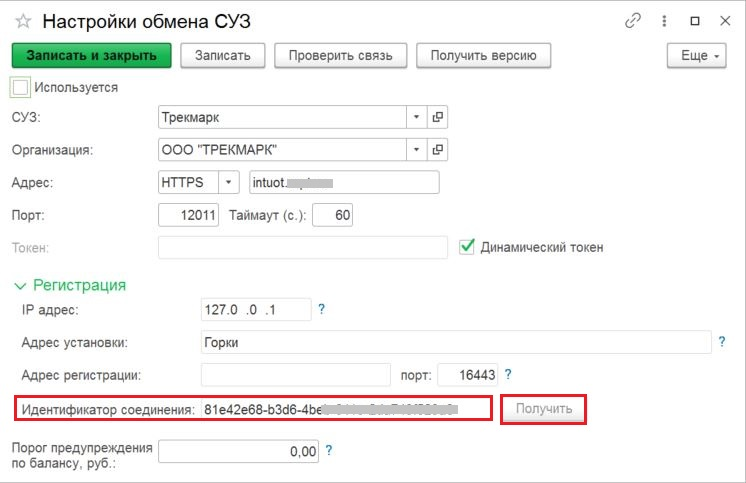 Настройки обмена СУЗ
Записать и закрыть Записать Проверить связь Получить версию Еще
Используется
СУЗ: Трекмарк
Организация: ООО "ТРЕКМАРК"
Адрес: HTTPS intuot.
Порт: 12011 Таймаут (с.): 60
Токен: Динамический токен
Регистрация
IP адрес: 127.0 .0 .1 ?
Адрес установки: Горки ?
Адрес регистрации: порт: 16443 ?
Идентификатор соединения: 81e42e68-b3d6-4be Получить
Порог предупреждения
по балансу, руб.: 0,00 ?